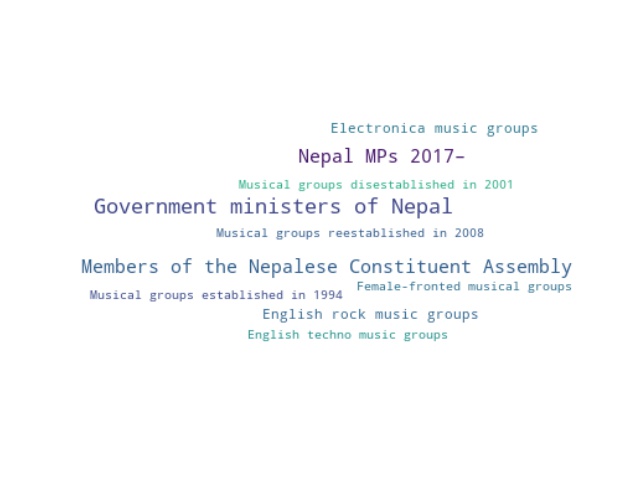 Electronica music groups
Nepal MPs 2017–
Musical groups disestablished in 2001
Government ministers of Nepal
Musical groups reestablished in 2008
Members of the Nepalese Constituent Assembly
Female-fronted musical groups
Musical groups established in 1994
English rock music groups
English techno music groups